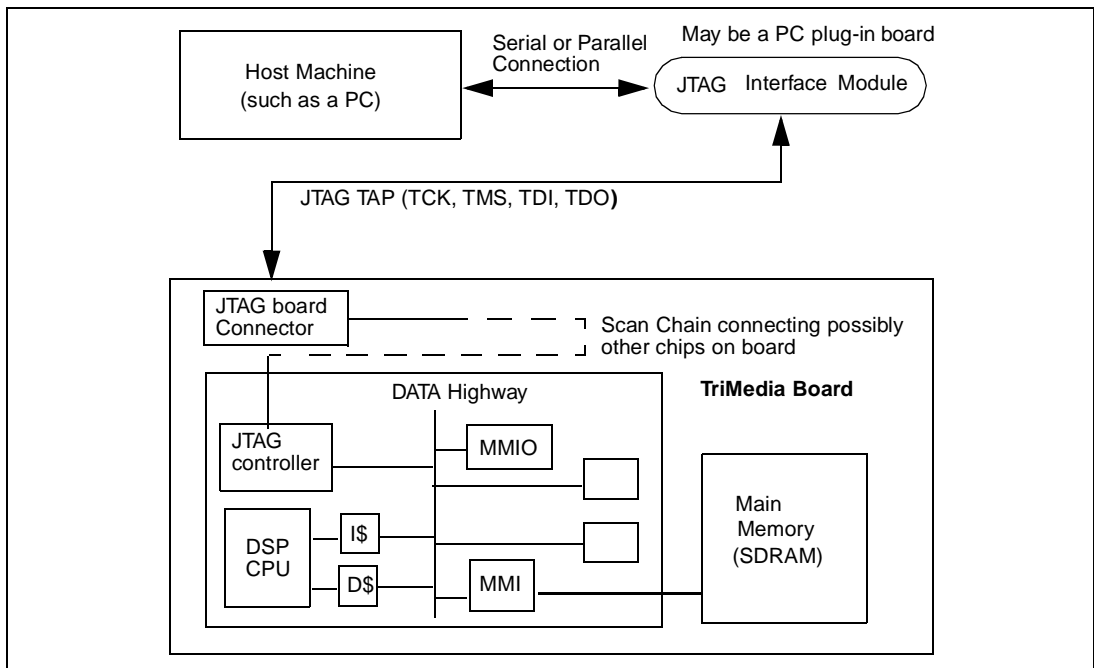 Host Machine
(such as a PC)
Serial or Parallel
Connection
May be a PC plug-in board
JTAG Interface Module
JTAG TAP (TCK, TMS, TDI, TDO)
JTAG board
Connector
Scan Chain connecting possibly
other chips on board
DATA Highway
TriMedia Board
JTAG
controller
MMIO
DSP
CPU
I$
D$
MMI
Main
Memory
(SDRAM)